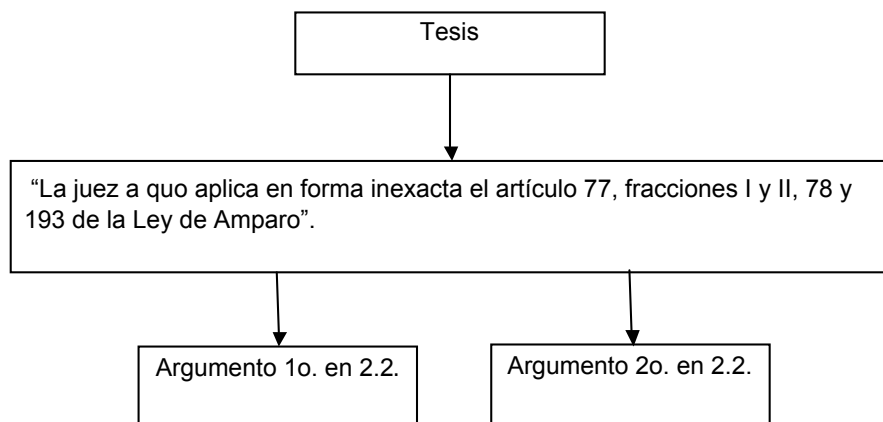 Tesis
“La juez a quo aplica en forma inexacta el artículo 77, fracciones I y II, 78 y
193 de la Ley de Amparo”.
Argumento 1o. en 2.2.
Argumento 2o. en 2.2.